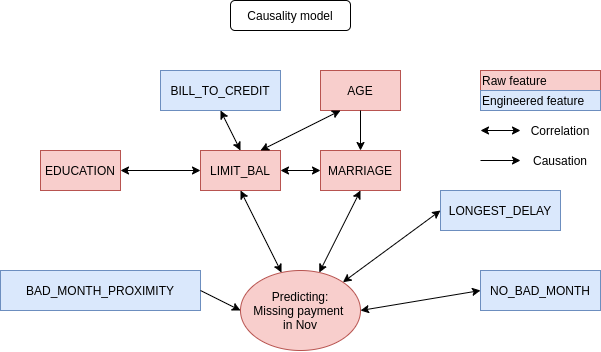 Causality model
BILL_TO_CREDIT
AGE
Raw feature
Engineered feature
Correlation
Causation
EDUCATION
LIMIT_BAL
MARRIAGE
LONGEST_DELAY
BAD_MONTH_PROXIMITY
Predicting:
Missing payment
in Nov
NO_BAD_MONTH